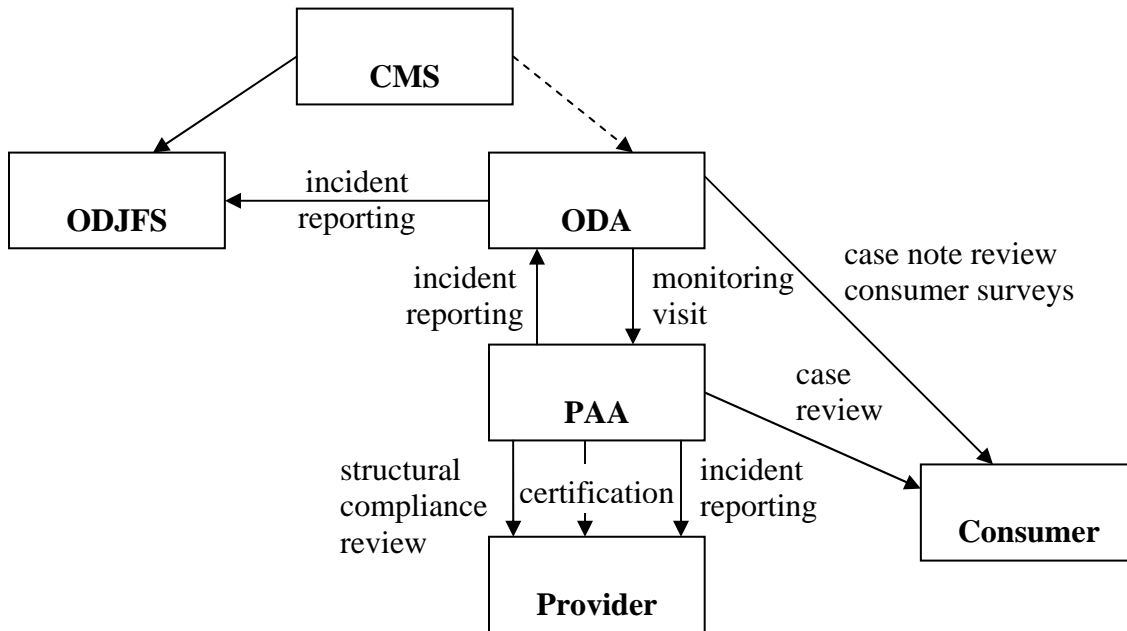 CMS
ODJFS
incident
reporting
ODA
case note review
consumer surveys
incident
reporting
monitoring
visit
PAA
case
review
structural
compliance
review
certification
incident
reporting
Consumer
Provider